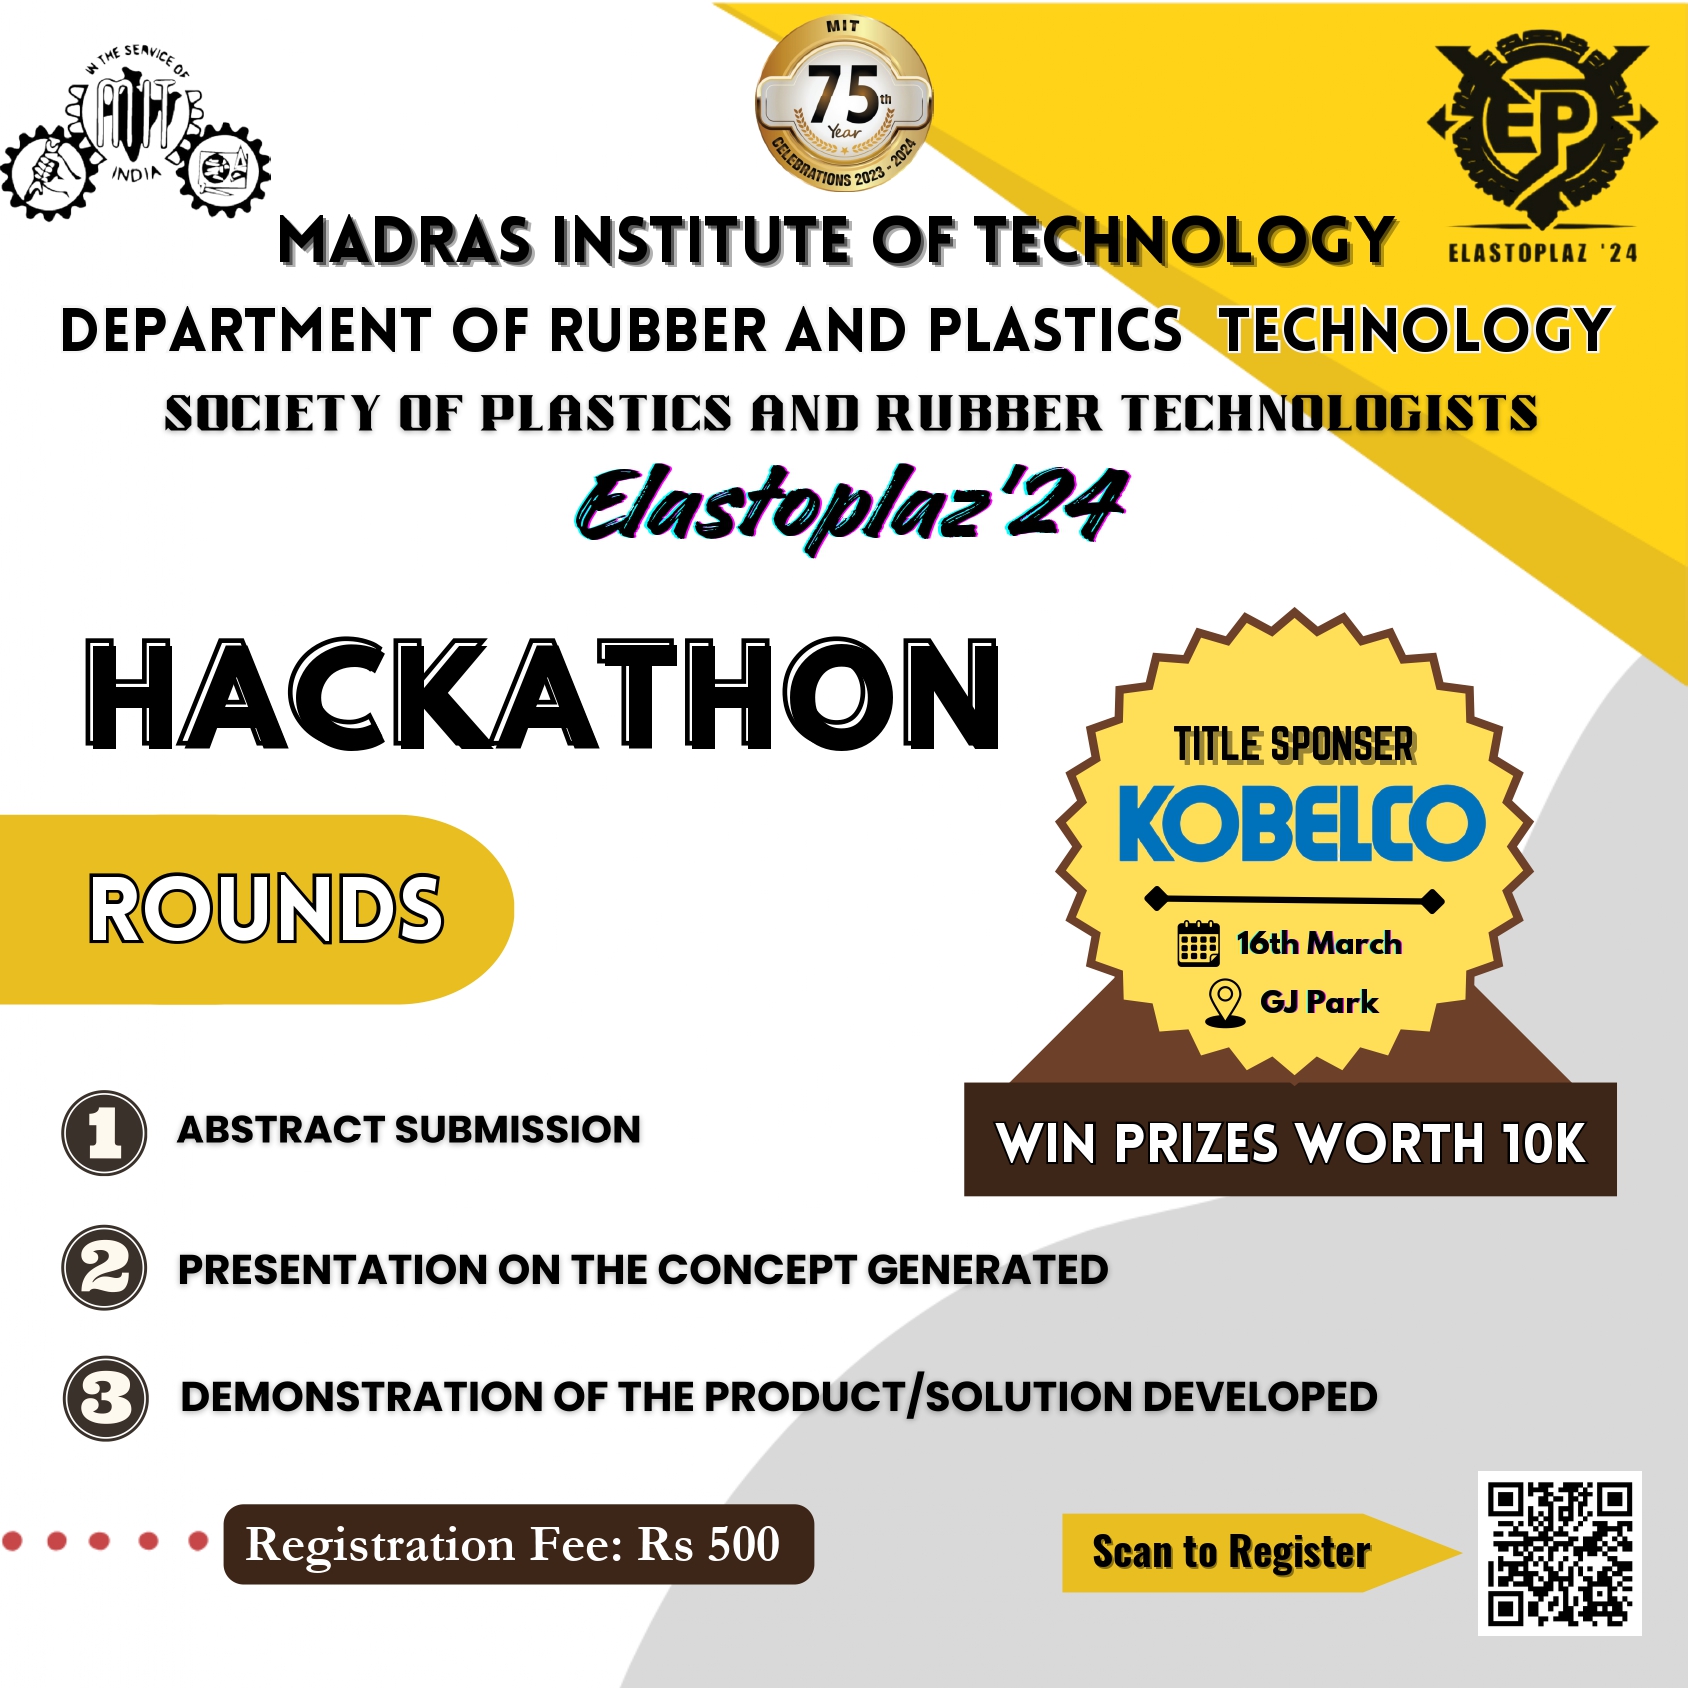 IN THE SERVICE OF
MIT
INDIA
MIT
75th
Year
CELEBRATIONS 2023 - 2024
EP
ELASTOPLAZ '24
MADRAS INSTITUTE OF TECHNOLOGY
DEPARTMENT OF RUBBER AND PLASTICS TECHNOLOGY
SOCIETY OF PLASTICS AND RUBBER TECHNOLOGISTS
Elastoplaz'24
HACKATHON
TITLE SPONSER
KOBELCO
16th March
GJ Park
WIN PRIZES WORTH 10K
ROUNDS
1 ABSTRACT SUBMISSION
2 PRESENTATION ON THE CONCEPT GENERATED
3 DEMONSTRATION OF THE PRODUCT/SOLUTION DEVELOPED
Registration Fee: Rs 500
Scan to Register